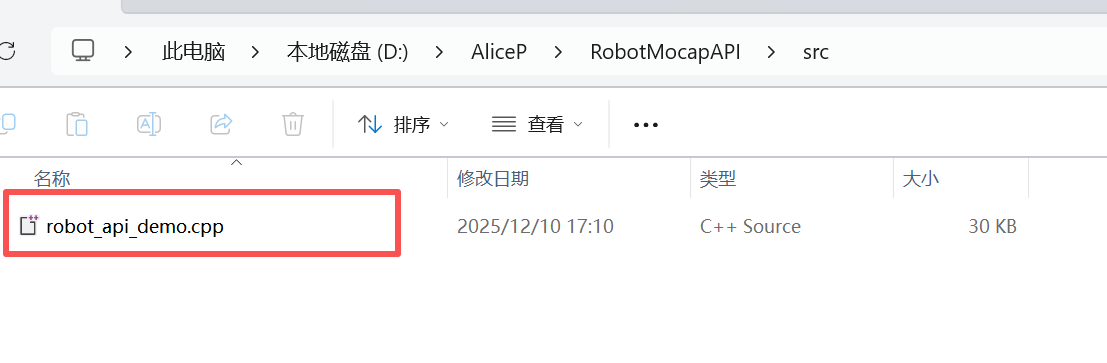 此电脑 > 本地磁盘 (D:) > AliceP > RobotMocapAPI > src
排序 查看
名称 修改日期 类型 大小
robot_api_demo.cpp 2025/12/10 17:10 C++ Source 30 KB